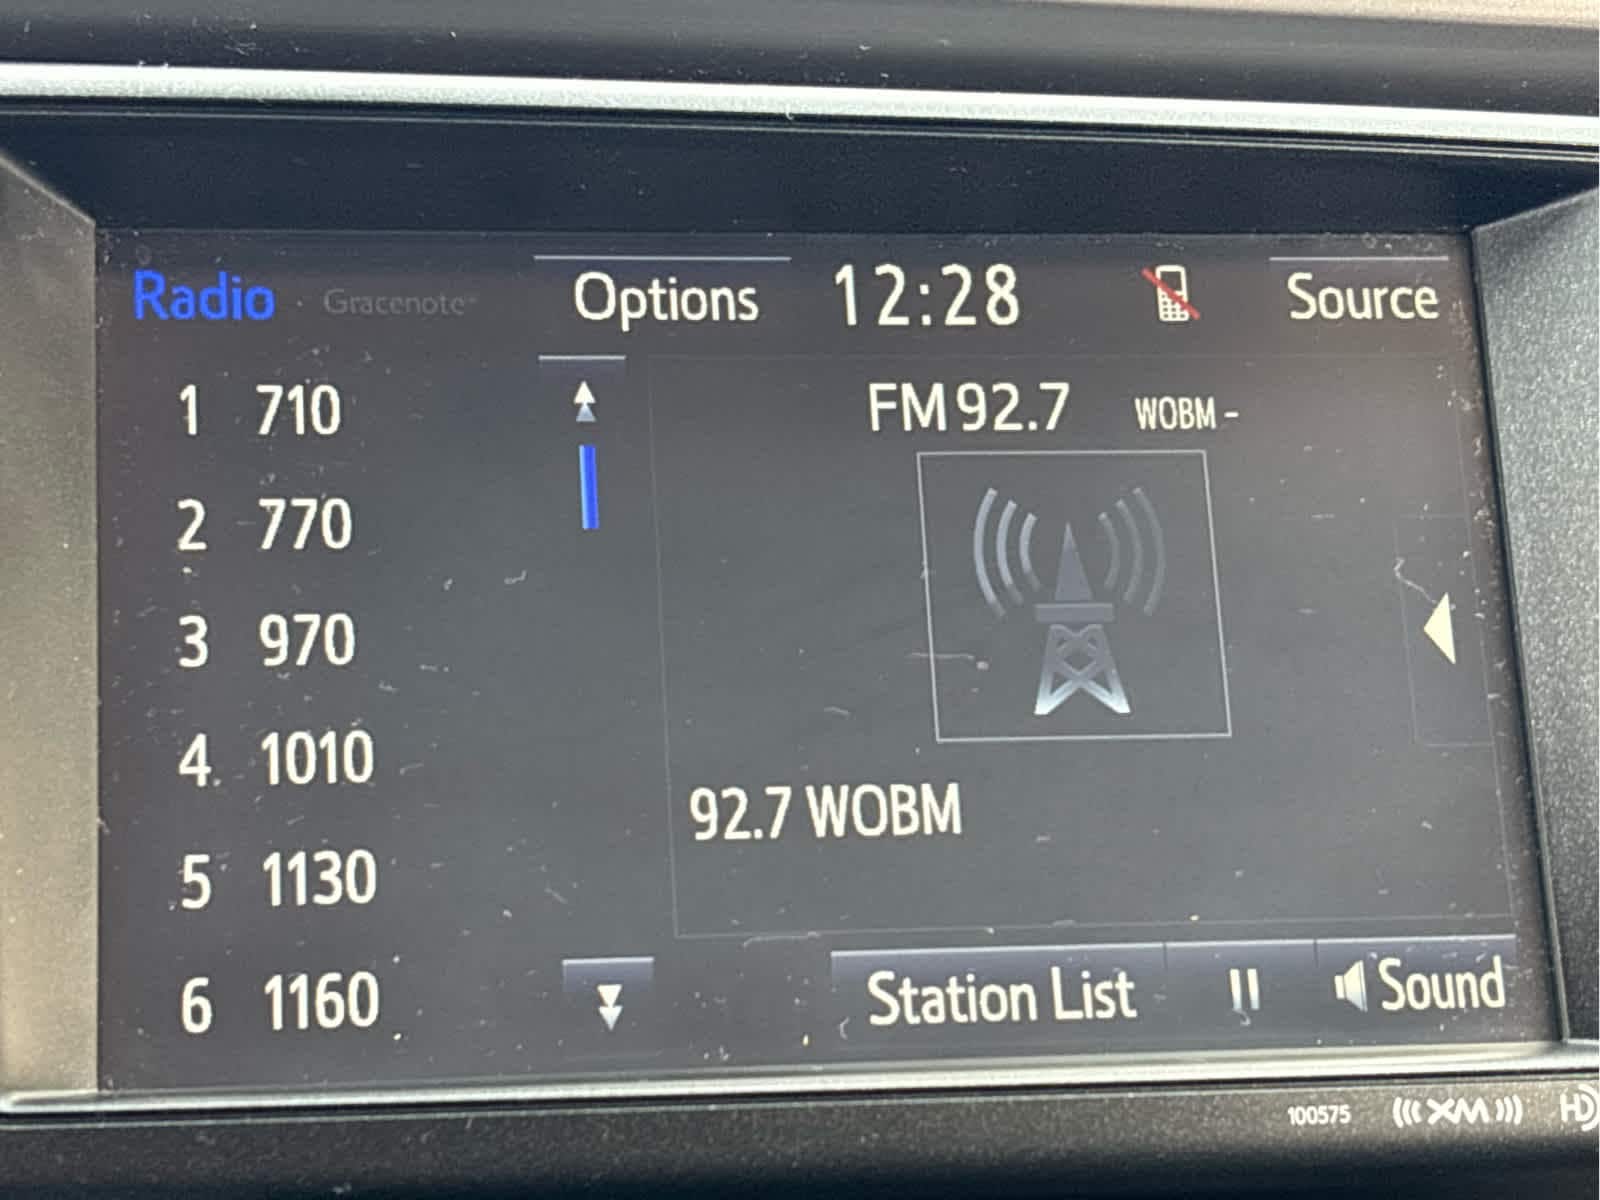 Radio · Gracenote® Options 12:28 Source
1 710
2 770
3 970
4 1010
5 1130
6 1160
FM 92.7 WOBM -
92.7 WOBM
Station List Sound
100575 XM HD